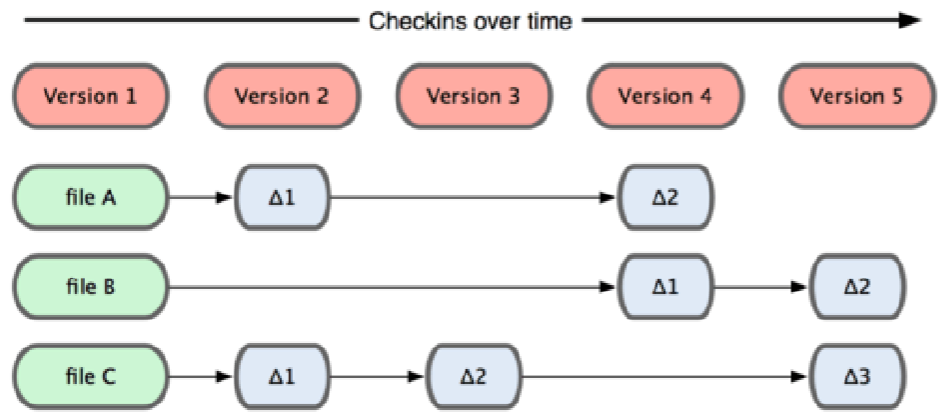 Checkins over time
Version 1 Version 2 Version 3 Version 4 Version 5
file A Δ1 Δ2
file B Δ1 Δ2
file C Δ1 Δ2 Δ3